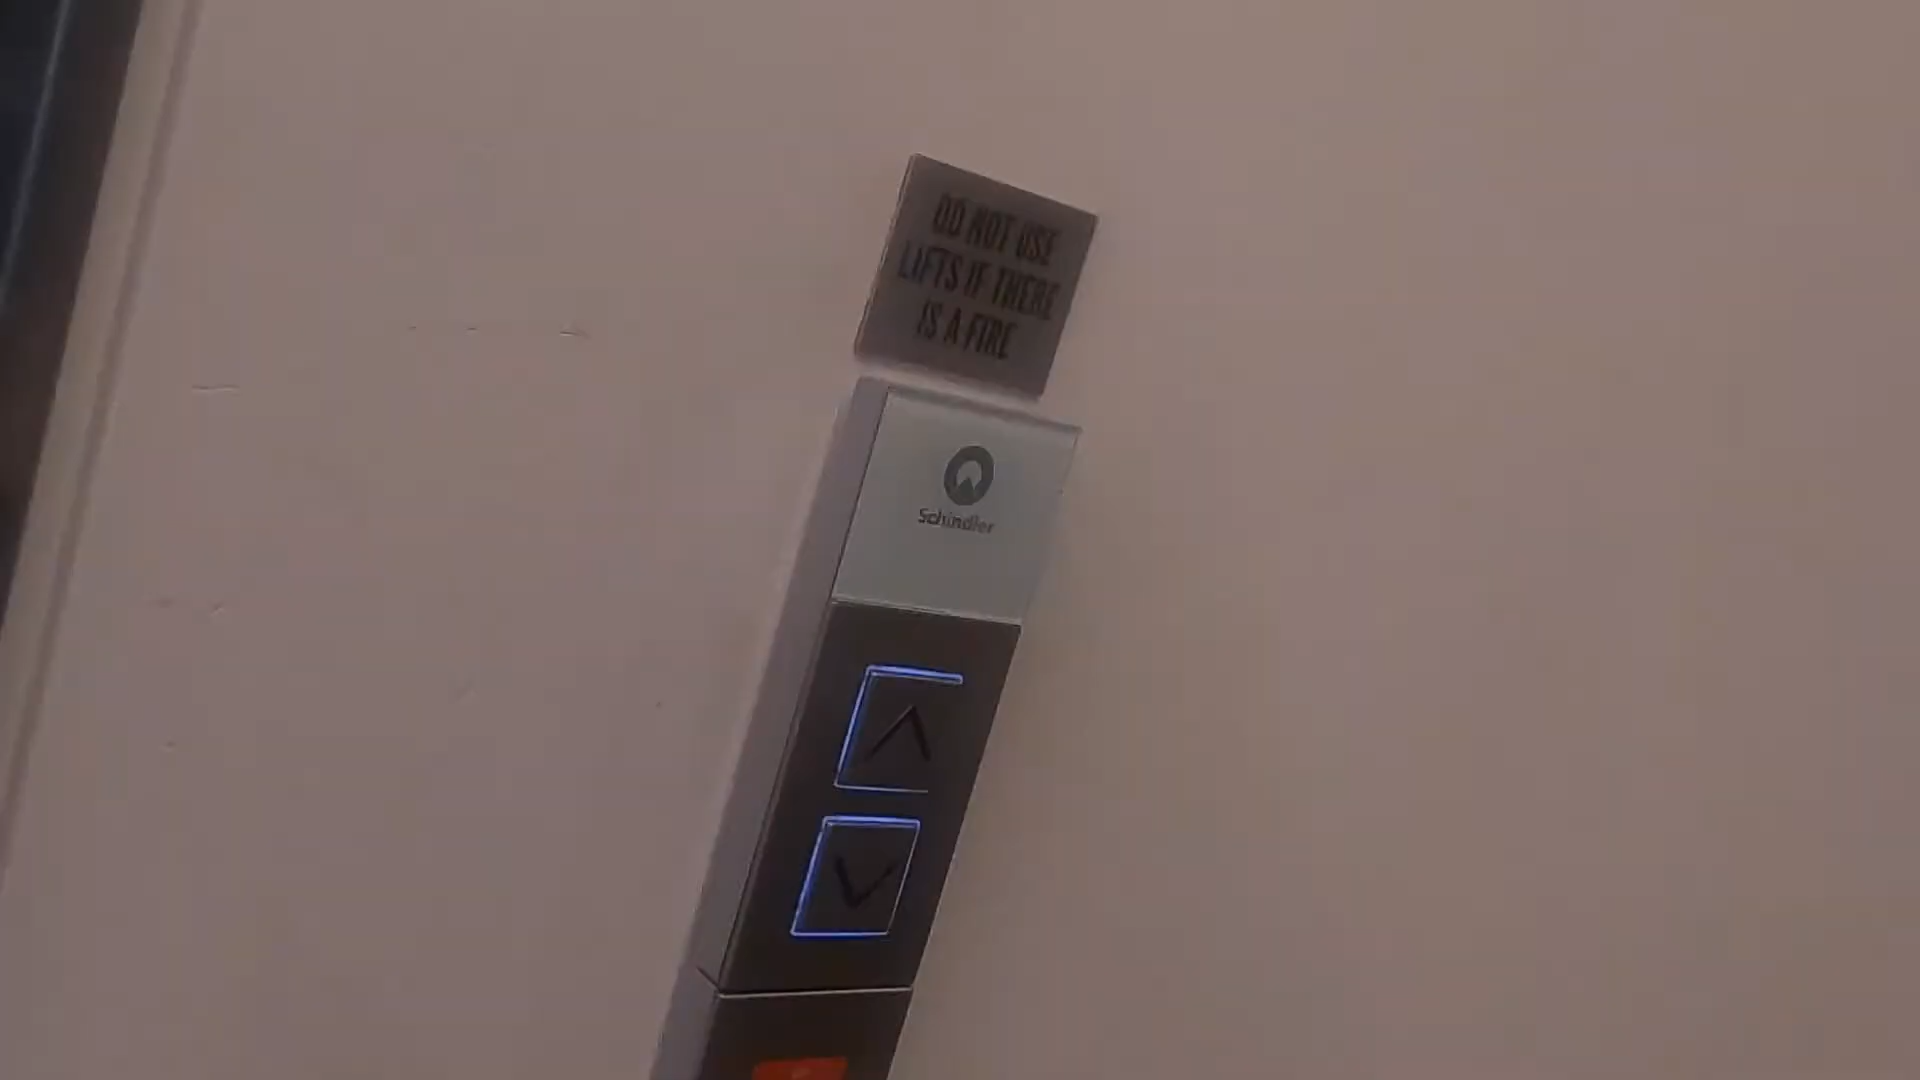 DO NOT USE
LIFTS IF THERE
IS A FIRE
Schindler